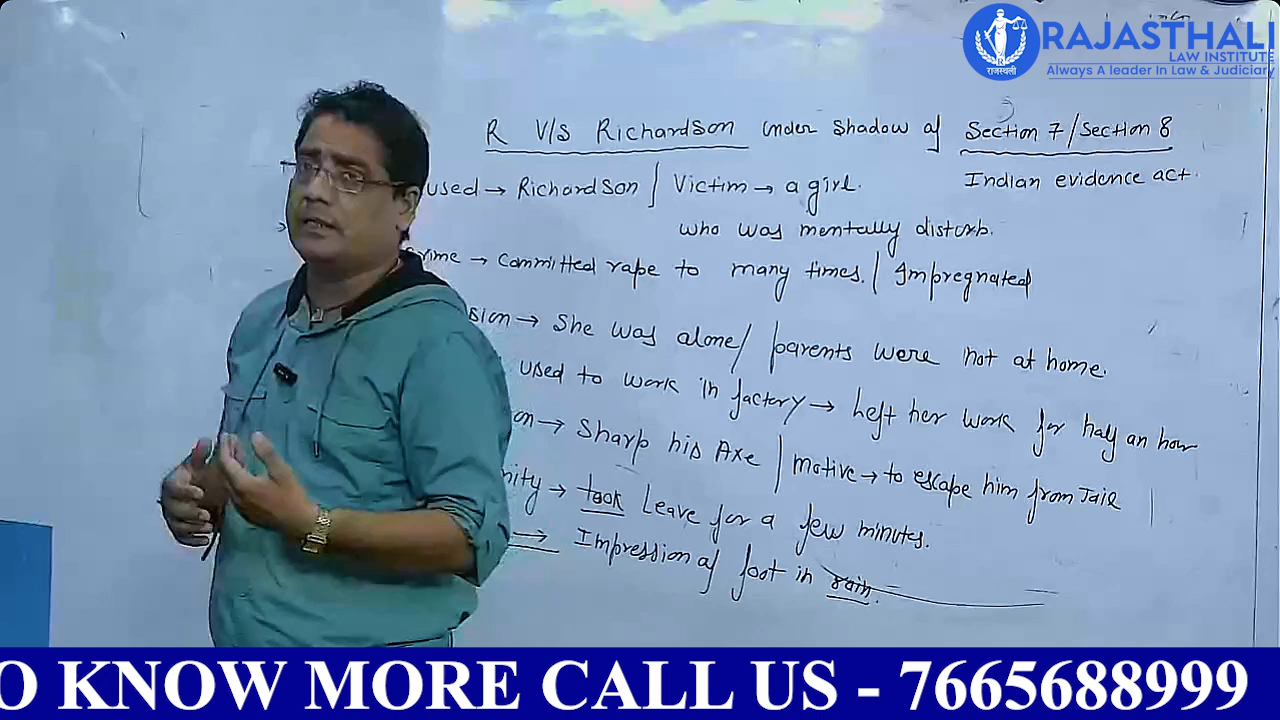 RAJASTHALI
LAW INSTITUTE
Always A leader In Law & Judiciary
राजस्थली
R V/S Richardson under shadow of Section 7/Section 8
Indian evidence act.
used → Richardson / Victim → a girl.
who was mentally disturb.
rime → committed rape to many times. / Impregnated
sion → She was alone/ parents were not at home.
used to work in factory → left her work for half an hour
on → Sharp his Axe / motive → to escape him from Jail
nity → took Leave for a few minutes.
→ Impression of foot in rain.
O KNOW MORE CALL US - 7665688999